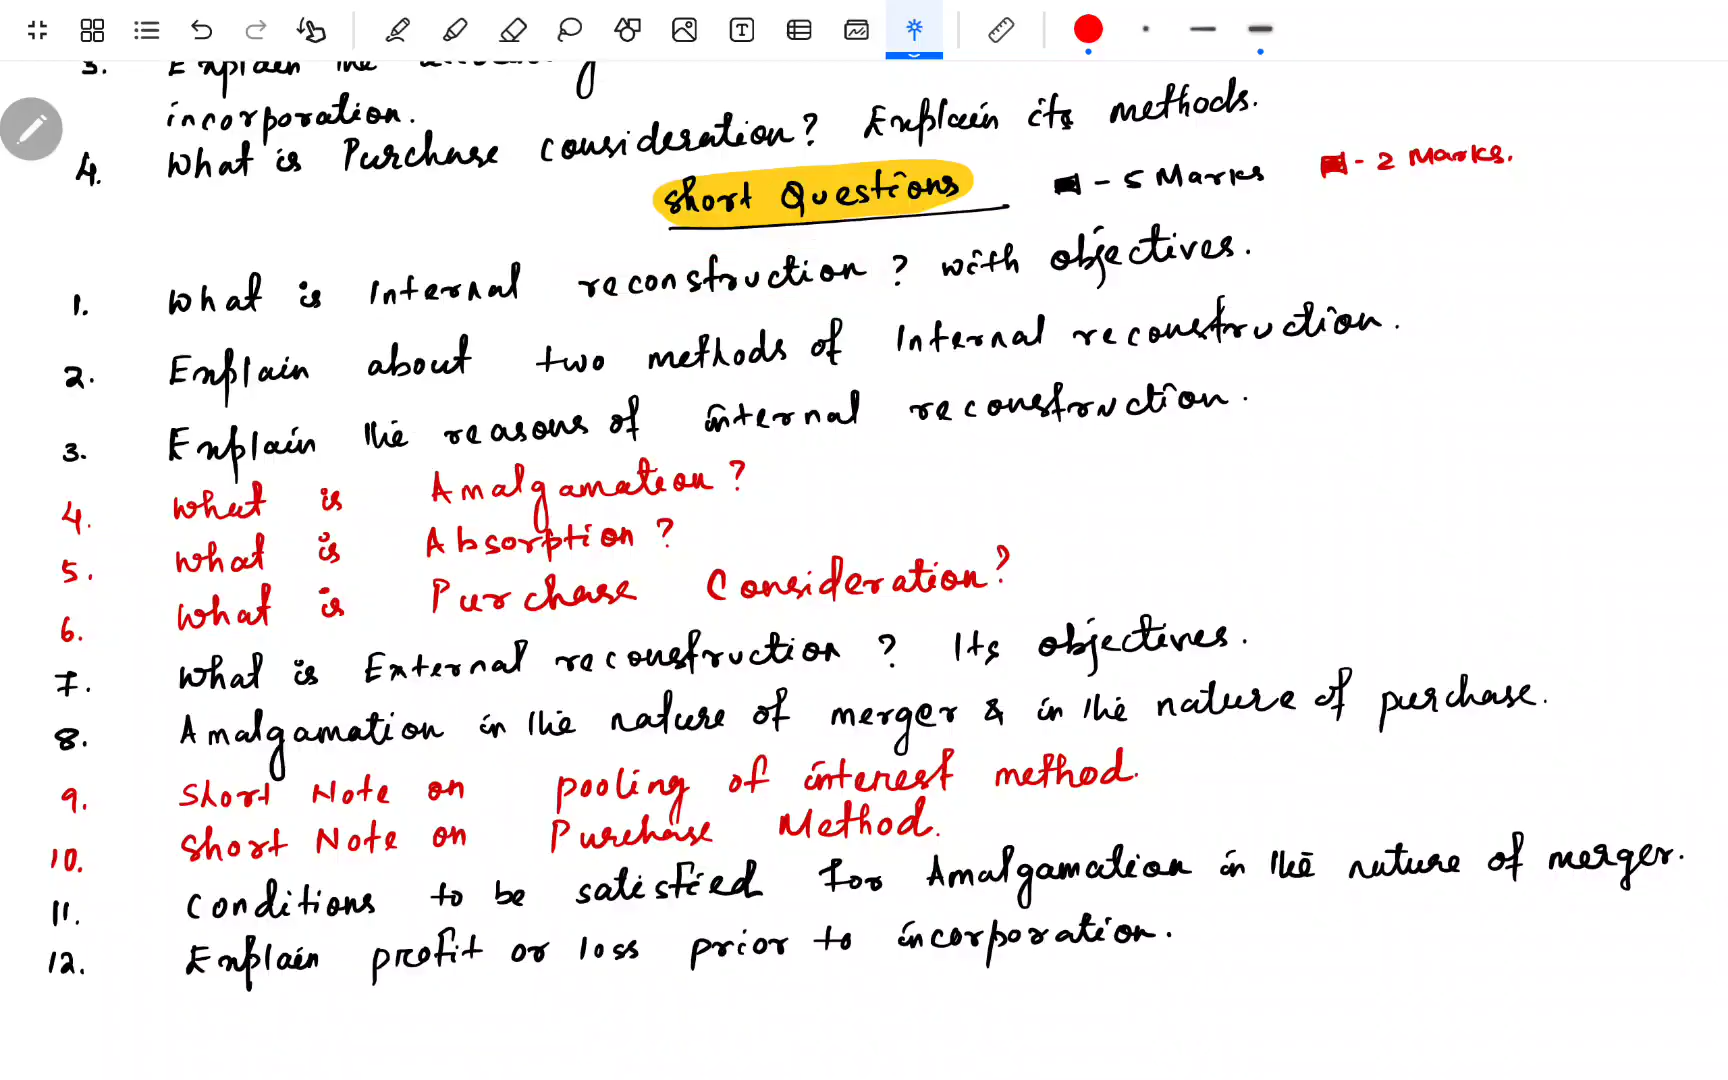 3. Explain the
incorporation.
4. What is Purchase consideration? Explain its methods.
Short Questions - 5 Marks - 2 Marks.
1. What is Internal reconstruction? with objectives.
2. Explain about two methods of Internal reconstruction.
3. Explain the reasons of internal reconstruction.
4. What is Amalgamation?
5. What is Absorption?
6. What is Purchase Consideration?
7. What is External reconstruction? Its objectives.
8. Amalgamation in the nature of merger & in the nature of purchase.
9. Short Note on pooling of interest method.
10. Short Note on Purchase Method.
11. Conditions to be satisfied for Amalgamation in the nature of merger.
12. Explain profit or loss prior to incorporation.